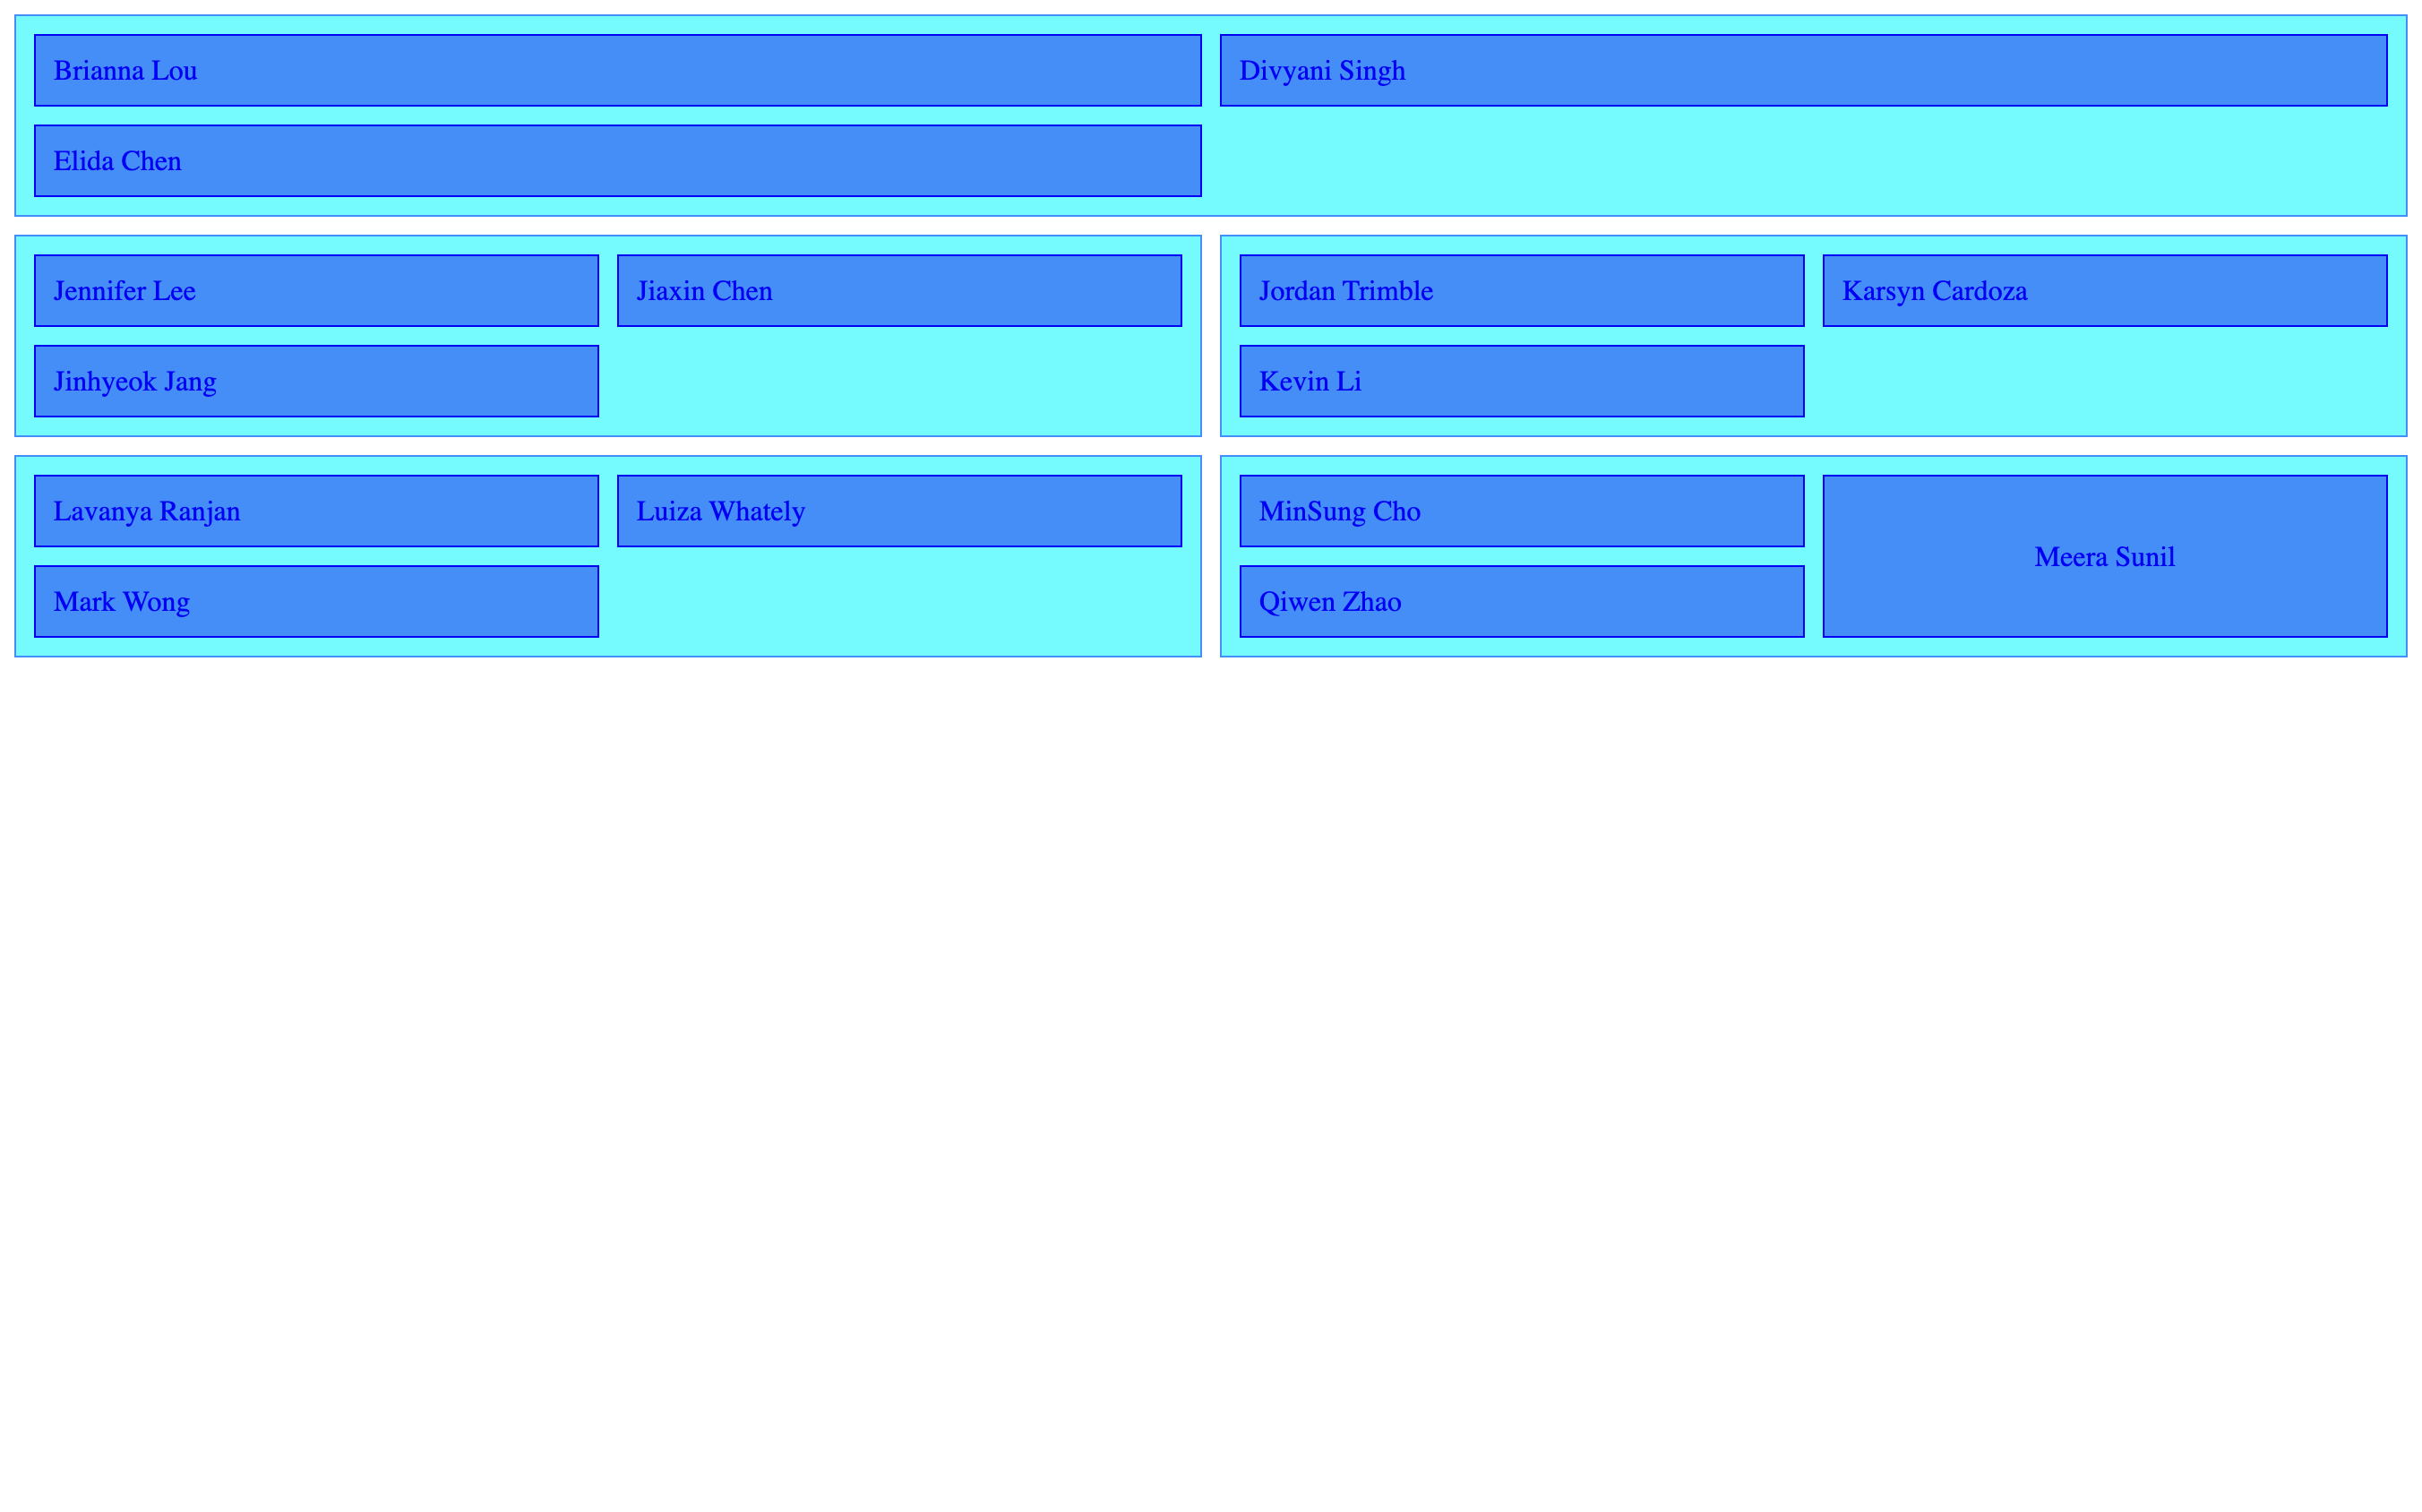 Brianna Lou
Divyani Singh
Elida Chen
Jennifer Lee
Jiaxin Chen
Jinhyeok Jang
Jordan Trimble
Karsyn Cardoza
Kevin Li
Lavanya Ranjan
Luiza Whately
Mark Wong
MinSung Cho
Meera Sunil
Qiwen Zhao